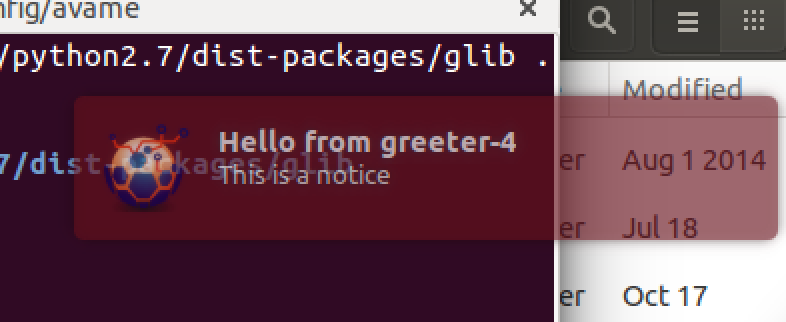 nfig/avame
/python2.7/dist-packages/glib .
Modified
Hello from greeter-4
This is a notice
7/dist-packages/glib
er Aug 1 2014
er Jul 18
er Oct 17